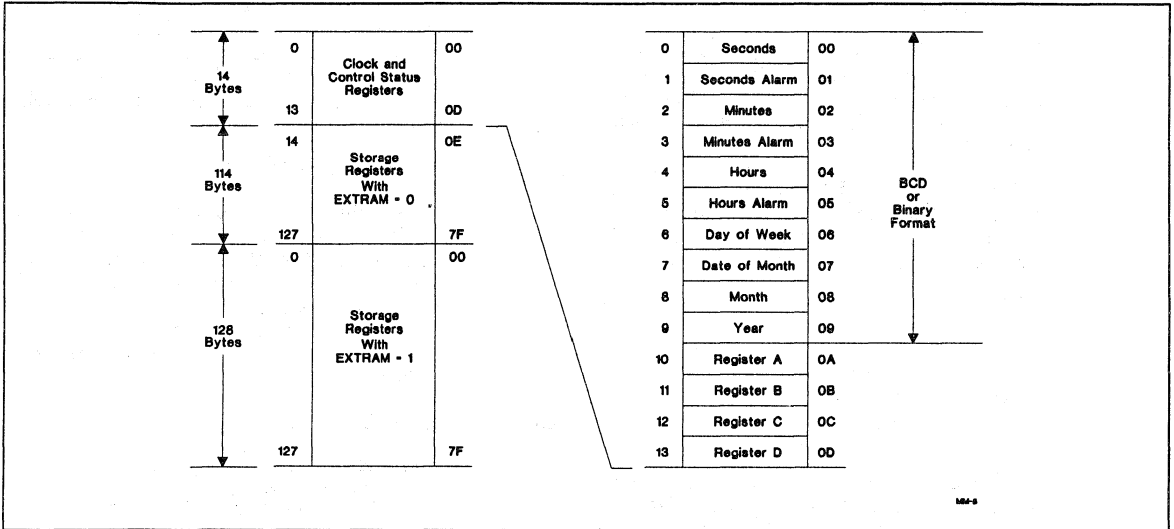 14
Bytes
0 00
Clock and
Control Status
Registers
13 0D
114
Bytes
14 0E
Storage
Registers
With
EXTRAM - 0
127 7F
128
Bytes
0 00
Storage
Registers
With
EXTRAM - 1
127 7F
0 Seconds 00
1 Seconds Alarm 01
2 Minutes 02
3 Minutes Alarm 03
4 Hours 04
5 Hours Alarm 05
6 Day of Week 06
7 Date of Month 07
8 Month 08
9 Year 09
10 Register A 0A
11 Register B 0B
12 Register C 0C
13 Register D 0D
BCD
or
Binary
Format